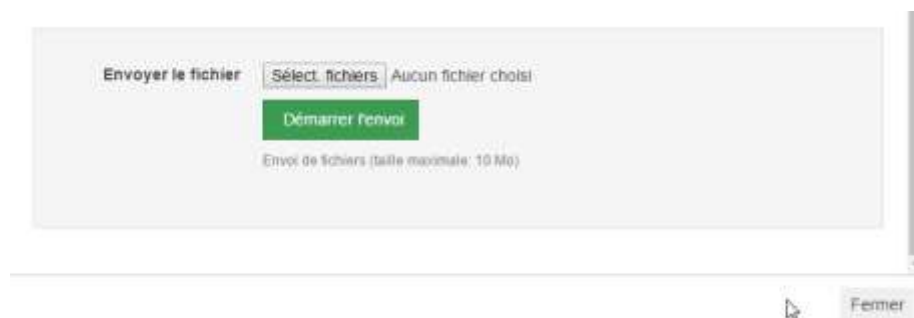 Envoyer le fichier Sélect. fichiers Aucun fichier choisi
Démarrer l'envoi
Envoi de fichiers (taille maximale: 10 Mo)
Fermer